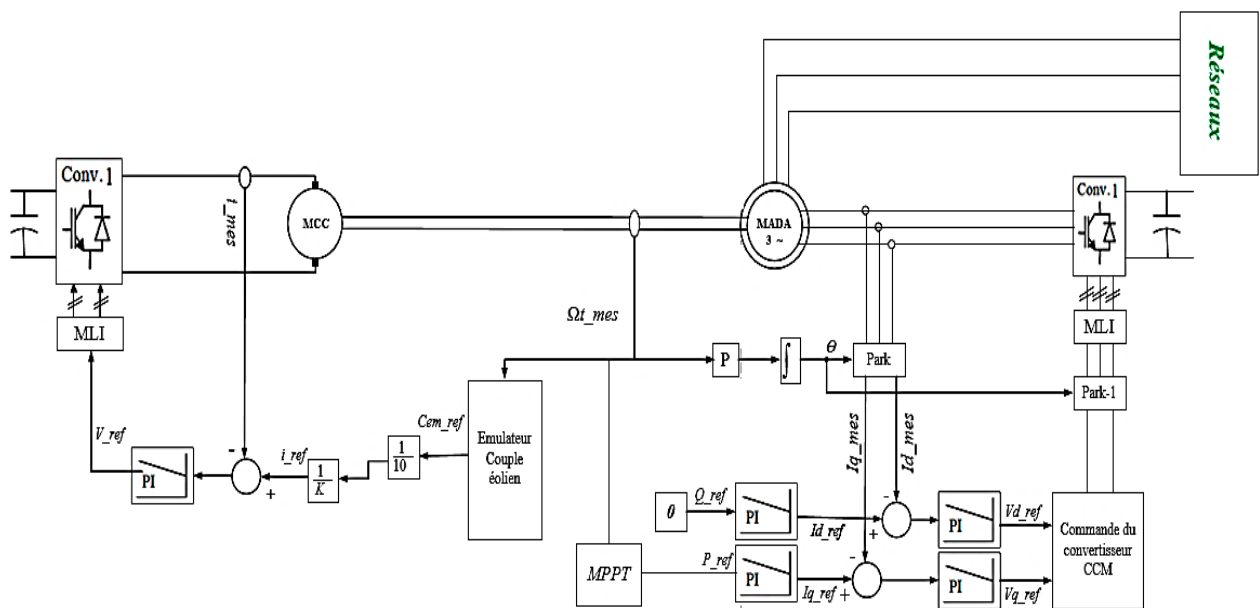 Réseaux
Conv. 1
i_mes
MCC
MADA
3 ~
Conv. 1
MLI
Ωt_mes
MLI
P
∫
θ
Park
Park-1
V_ref
PI
-
+
i_ref
1
K
1
10
Cem_ref
Emulateur
Couple
éolien
Iq_mes
Id_mes
0
Q_ref
PI
Id_ref
-
+
PI
Vd_ref
Commande du
convertisseur
CCM
MPPT
P_ref
PI
Iq_ref
-
+
PI
Vq_ref